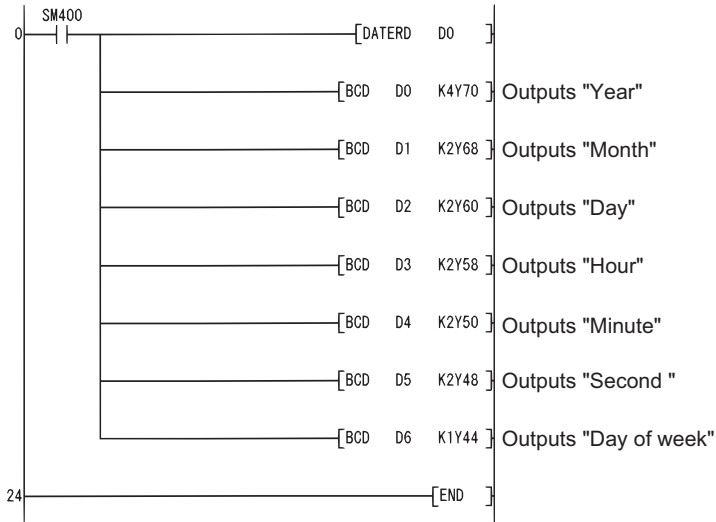 SM400
0 [DATERD D0 ]
[BCD D0 K4Y70 ] Outputs "Year"
[BCD D1 K2Y68 ] Outputs "Month"
[BCD D2 K2Y60 ] Outputs "Day"
[BCD D3 K2Y58 ] Outputs "Hour"
[BCD D4 K2Y50 ] Outputs "Minute"
[BCD D5 K2Y48 ] Outputs "Second "
[BCD D6 K1Y44 ] Outputs "Day of week"
24 [END ]